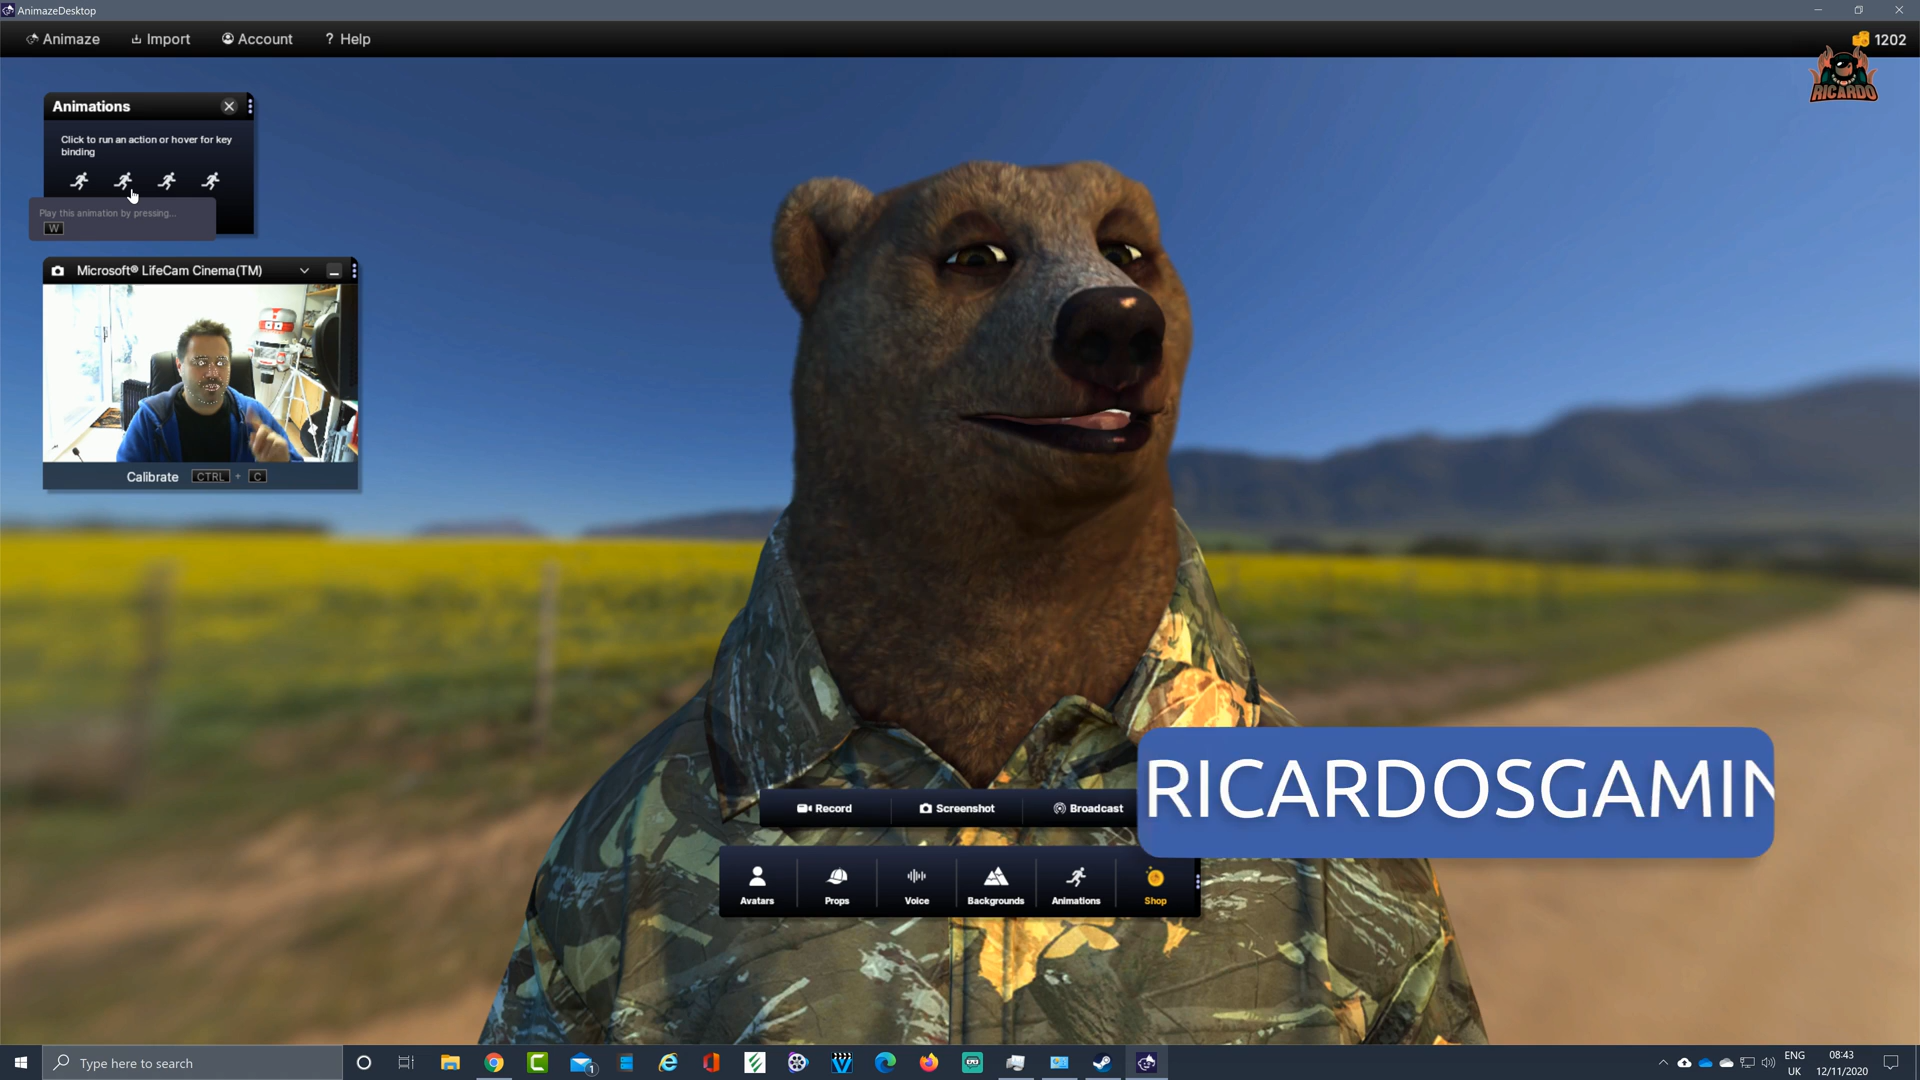 AnimazeDesktop
Animaze Import Account ? Help
1202
RICARDO
Animations
Click to run an action or hover for key
binding
Play this animation by pressing...
W
Microsoft® LifeCam Cinema(TM)
Calibrate CTRL + C
RICARDOSGAMIN
Record Screenshot Broadcast
Avatars Props Voice Backgrounds Animations Shop
Type here to search
1
ENG
UK
08:43
12/11/2020